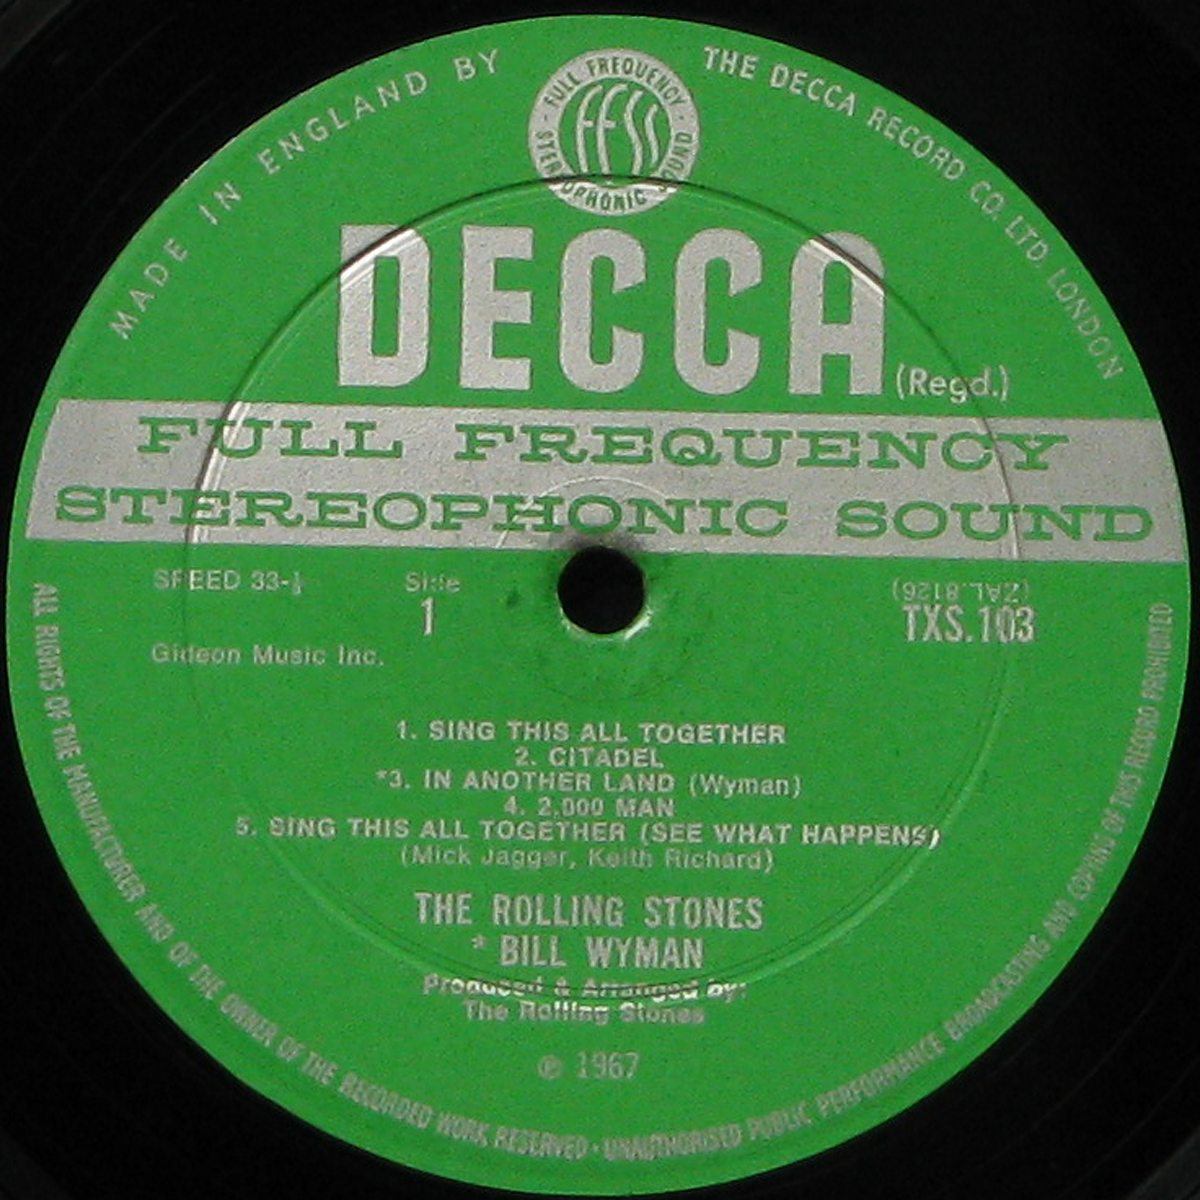 MADE IN ENGLAND BY
THE DECCA RECORD CO. LTD. LONDON
FULL FREQUENCY
FFSS
STEREOPHONIC SOUND
DECCA (Regd.)
FULL FREQUENCY
STEREOPHONIC SOUND
SPEED 33-⅓
Side
1
(ZAL.8126)
TXS.103
Gideon Music Inc.
1. SING THIS ALL TOGETHER
2. CITADEL
*3. IN ANOTHER LAND (Wyman)
4. 2,000 MAN
5. SING THIS ALL TOGETHER (SEE WHAT HAPPENS)
(Mick Jagger, Keith Richard)
THE ROLLING STONES
* BILL WYMAN
Produced & Arranged by:
The Rolling Stones
℗ 1967
ALL RIGHTS OF THE MANUFACTURER AND OF THE OWNER OF THE RECORDED WORK RESERVED · UNAUTHORISED PUBLIC PERFORMANCE BROADCASTING AND COPYING OF THIS RECORD PROHIBITED